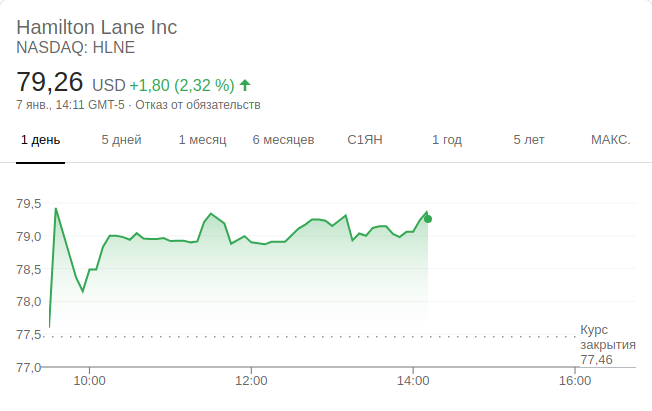 Hamilton Lane Inc
NASDAQ: HLNE
79,26 USD +1,80 (2,32 %)
7 янв., 14:11 GMT-5 · Отказ от обязательств
1 день 5 дней 1 месяц 6 месяцев С1ЯН 1 год 5 лет МАКС.
79,5
79,0
78,5
78,0
77,5
77,0
Курс
закрытия
77,46
10:00 12:00 14:00 16:00